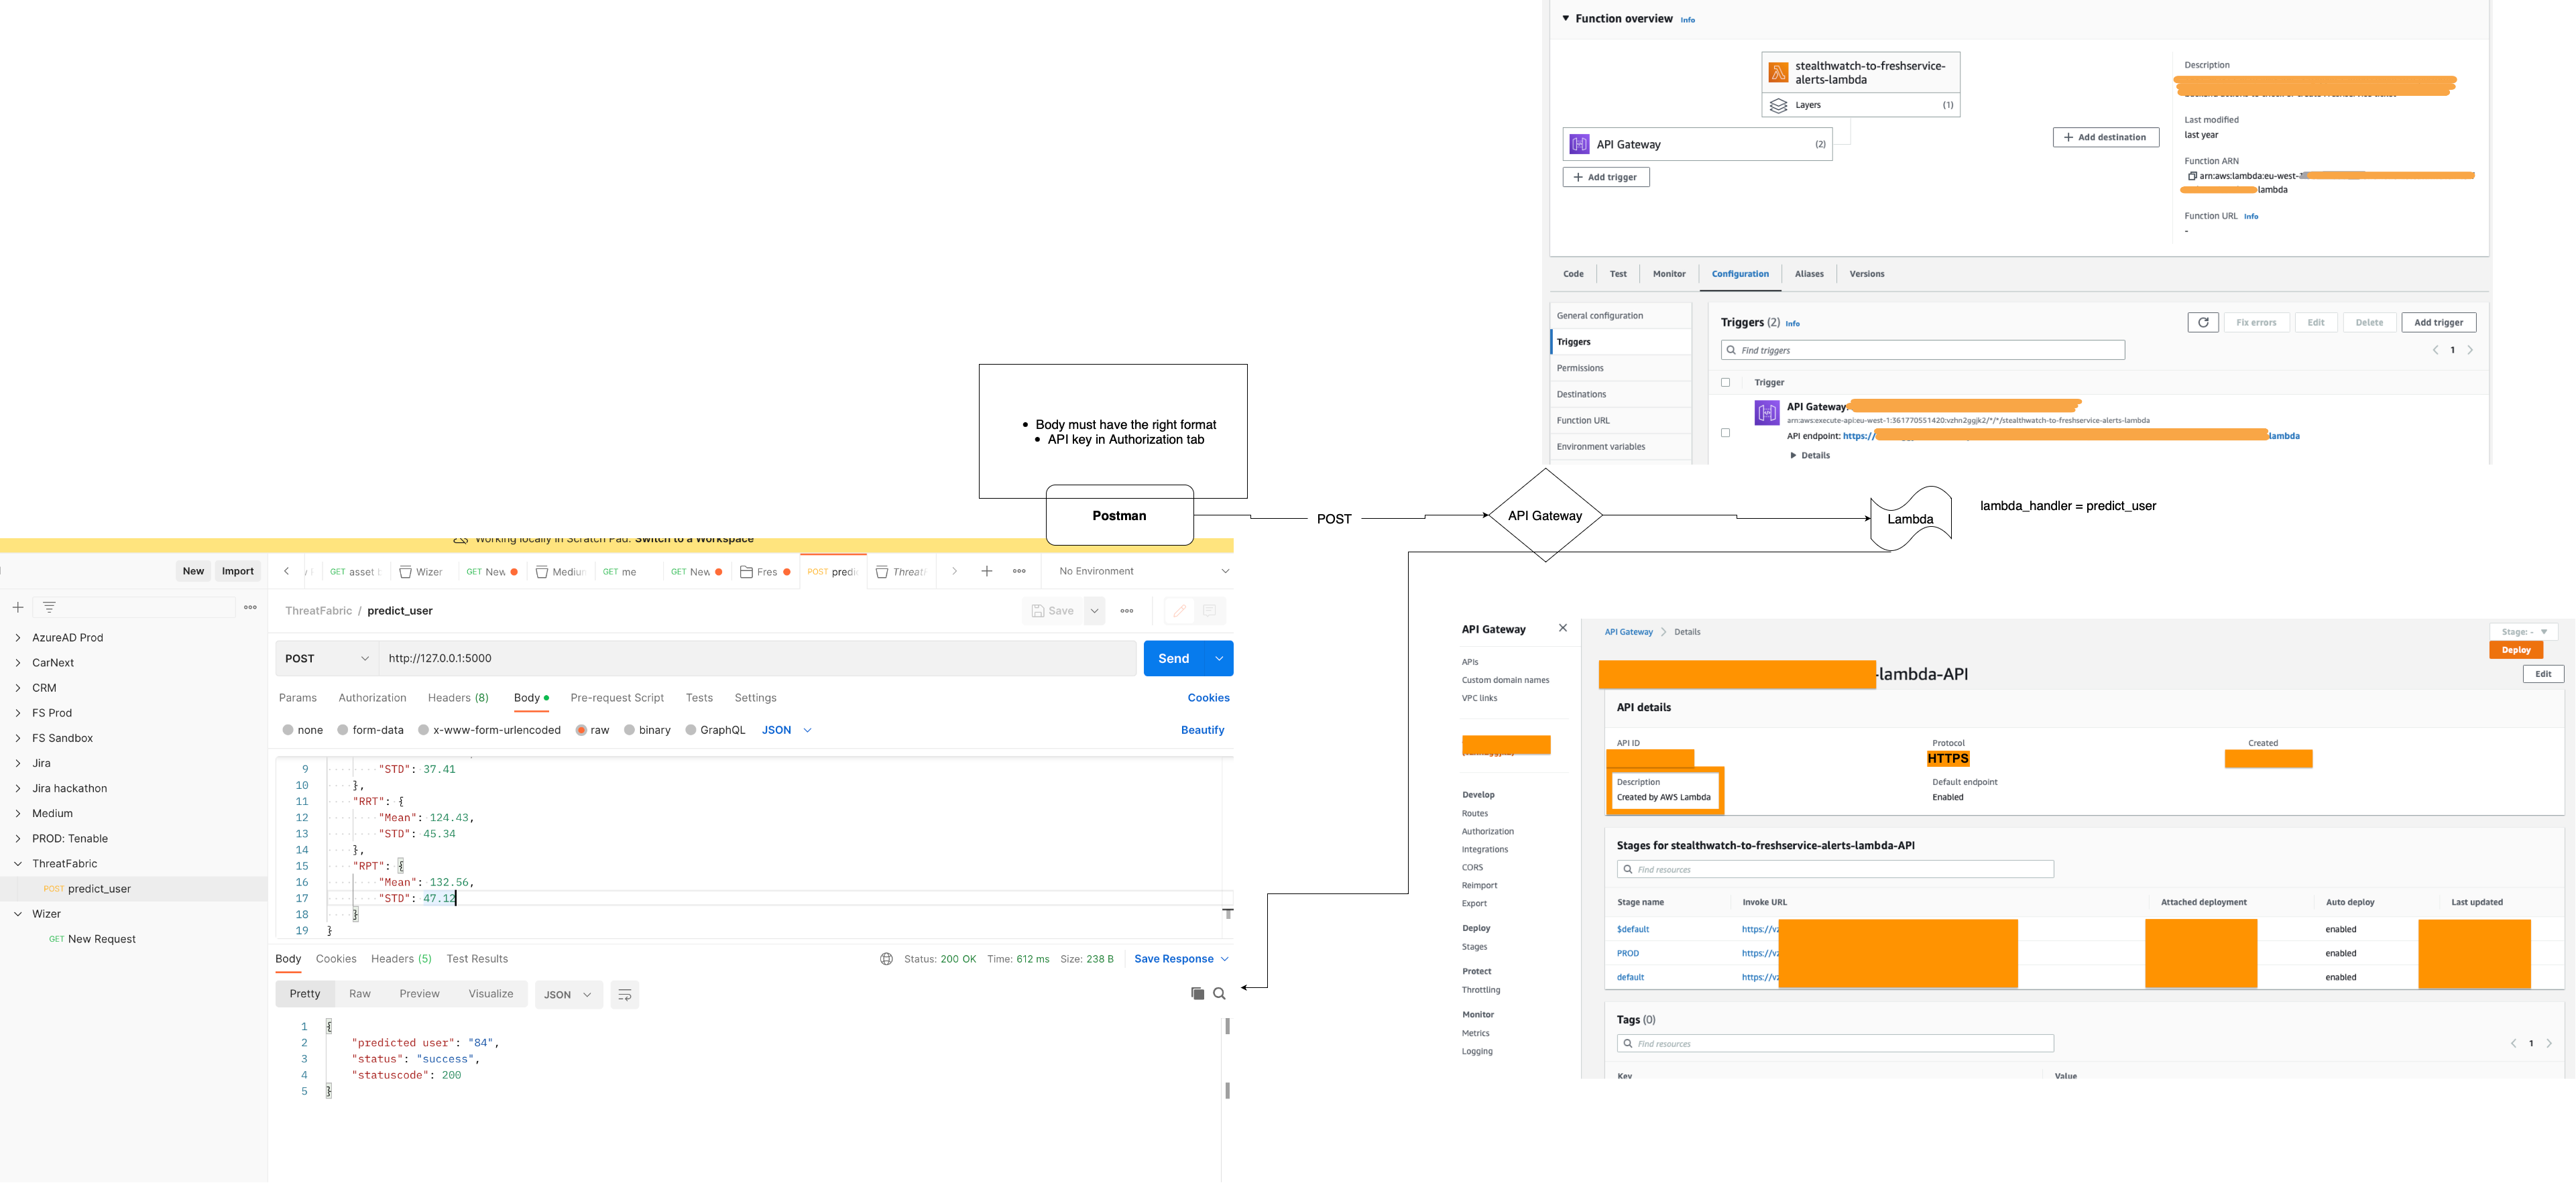 Function overview Info
stealthwatch-to-freshservice-
alerts-lambda
Layers (1)
API Gateway (2)
+ Add trigger
+ Add destination
Description
Last modified
last year
Function ARN
arn:aws:lambda:eu-west-
-lambda
Function URL Info
-
Code Test Monitor Configuration Aliases Versions
General configuration
Triggers
Permissions
Destinations
Function URL
Environment variables
Triggers (2) Info
Fix errors Edit Delete Add trigger
Find triggers
1
Trigger
API Gateway:
arn:aws:execute-api:eu-west-1:361770551420:vzhn2ggjk2/*/*/stealthwatch-to-freshservice-alerts-lambda
API endpoint: https:// lambda
Details
• Body must have the right format
• API key in Authorization tab
Postman
POST
API Gateway
Lambda
lambda_handler = predict_user
Working locally in Scratch Pad. Switch to a Workspace
New Import
GET asset
Wizer
GET New
Medium
GET me
GET New
Fres
POST predi
Threat
No Environment
ThreatFabric / predict_user
Save
AzureAD Prod
CarNext
CRM
FS Prod
FS Sandbox
Jira
Jira hackathon
Medium
PROD: Tenable
ThreatFabric
POST predict_user
Wizer
GET New Request
POST http://127.0.0.1:5000
Send
Params Authorization Headers (8) Body Pre-request Script Tests Settings Cookies
none form-data x-www-form-urlencoded raw binary GraphQL JSON Beautify
9 "STD": 37.41
10 },
11 "RRT": {
12 "Mean": 124.43,
13 "STD": 45.34
14 },
15 "RPT": {
16 "Mean": 132.56,
17 "STD": 47.12
18 }
19 }
Body Cookies Headers (5) Test Results
Status: 200 OK Time: 612 ms Size: 238 B Save Response
Pretty Raw Preview Visualize JSON
1 {
2 "predicted user": "84",
3 "status": "success",
4 "statuscode": 200
5 }
API Gateway
APIs
Custom domain names
VPC links
Develop
Routes
Authorization
Integrations
CORS
Reimport
Export
Deploy
Stages
Protect
Throttling
Monitor
Metrics
Logging
API Gateway > Details
Stage: -
Deploy
-lambda-API
Edit
API details
API ID
Protocol
HTTPS
Created
Description
Created by AWS Lambda
Default endpoint
Enabled
Stages for stealthwatch-to-freshservice-alerts-lambda-API
Find resources
Stage name Invoke URL Attached deployment Auto deploy Last updated
$default https://vz enabled
PROD https://vz enabled
default https://vz enabled
Tags (0)
Find resources
1
Key Value